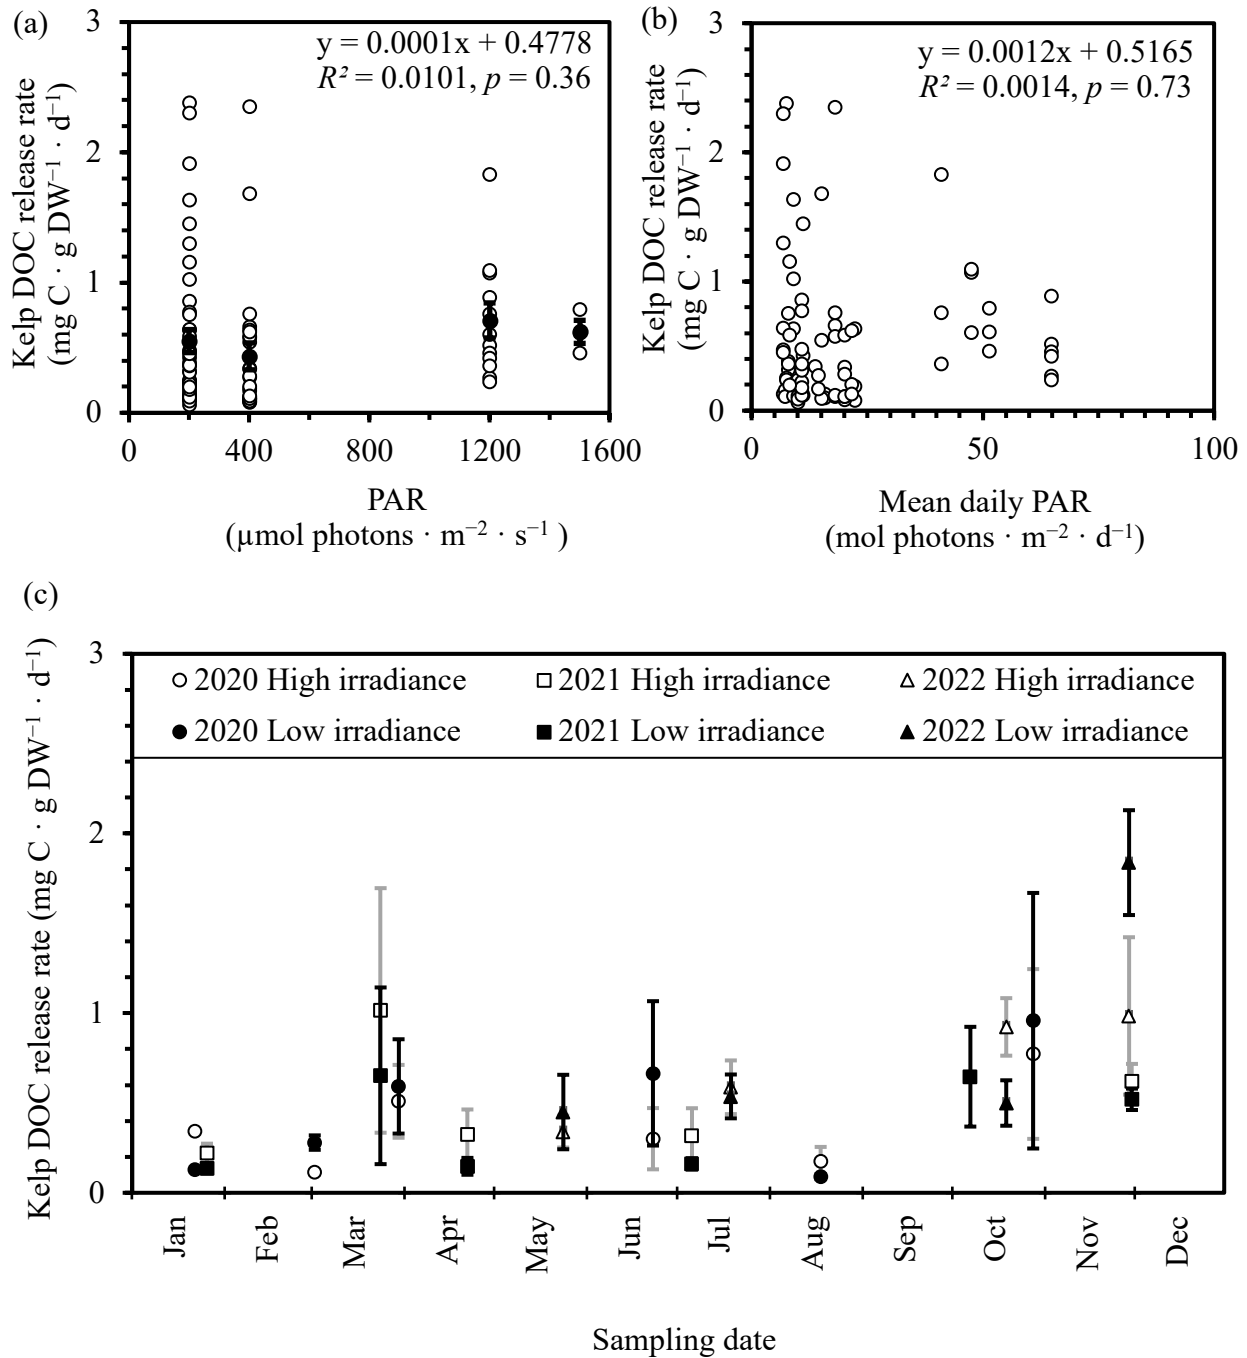 (a)
y = 0.0001x + 0.4778
R² = 0.0101, p = 0.36
Kelp DOC release rate
(mg C · g DW⁻¹ · d⁻¹)
3
2
1
0
0 400 800 1200 1600
PAR
(µmol photons · m⁻² · s⁻¹ )
(b)
y = 0.0012x + 0.5165
R² = 0.0014, p = 0.73
Kelp DOC release rate
(mg C · g DW⁻¹ · d⁻¹)
3
2
1
0
0 50 100
Mean daily PAR
(mol photons · m⁻² · d⁻¹)
(c)
Kelp DOC release rate (mg C · g DW⁻¹ · d⁻¹)
3
2
1
0
2020 High irradiance 2021 High irradiance 2022 High irradiance
2020 Low irradiance 2021 Low irradiance 2022 Low irradiance
Jan Feb Mar Apr May Jun Jul Aug Sep Oct Nov Dec
Sampling date